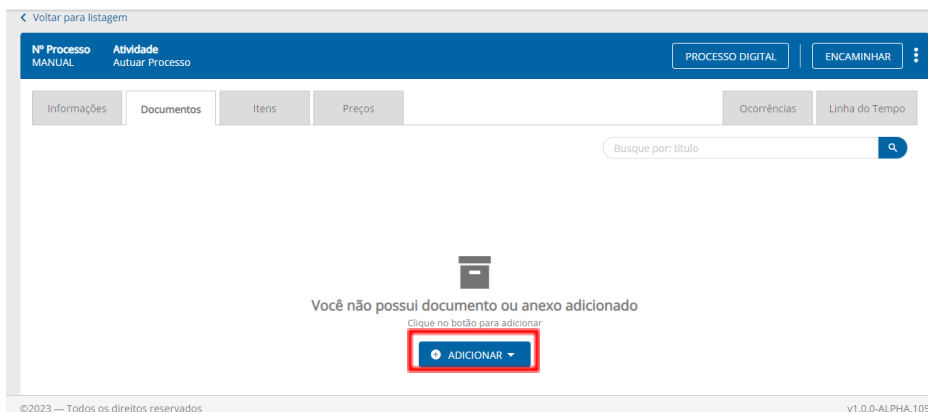 Voltar para listagem
Nº Processo Atividade
MANUAL Autuar Processo
PROCESSO DIGITAL ENCAMINHAR
Informações Documentos Itens Preços Ocorrências Linha do Tempo
Busque por: título
Você não possui documento ou anexo adicionado
Clique no botão para adicionar
ADICIONAR
©2023 — Todos os direitos reservados v1.0.0-ALPHA.105